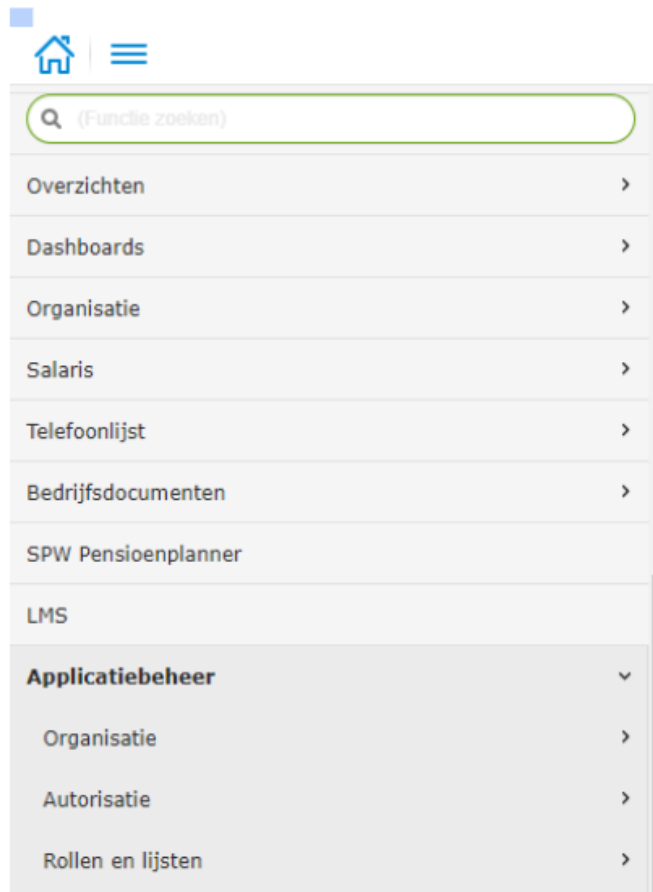 (Functie zoeken)
Overzichten
Dashboards
Organisatie
Salaris
Telefoonlijst
Bedrijfsdocumenten
SPW Pensioenplanner
LMS
Applicatiebeheer
Organisatie
Autorisatie
Rollen en lijsten